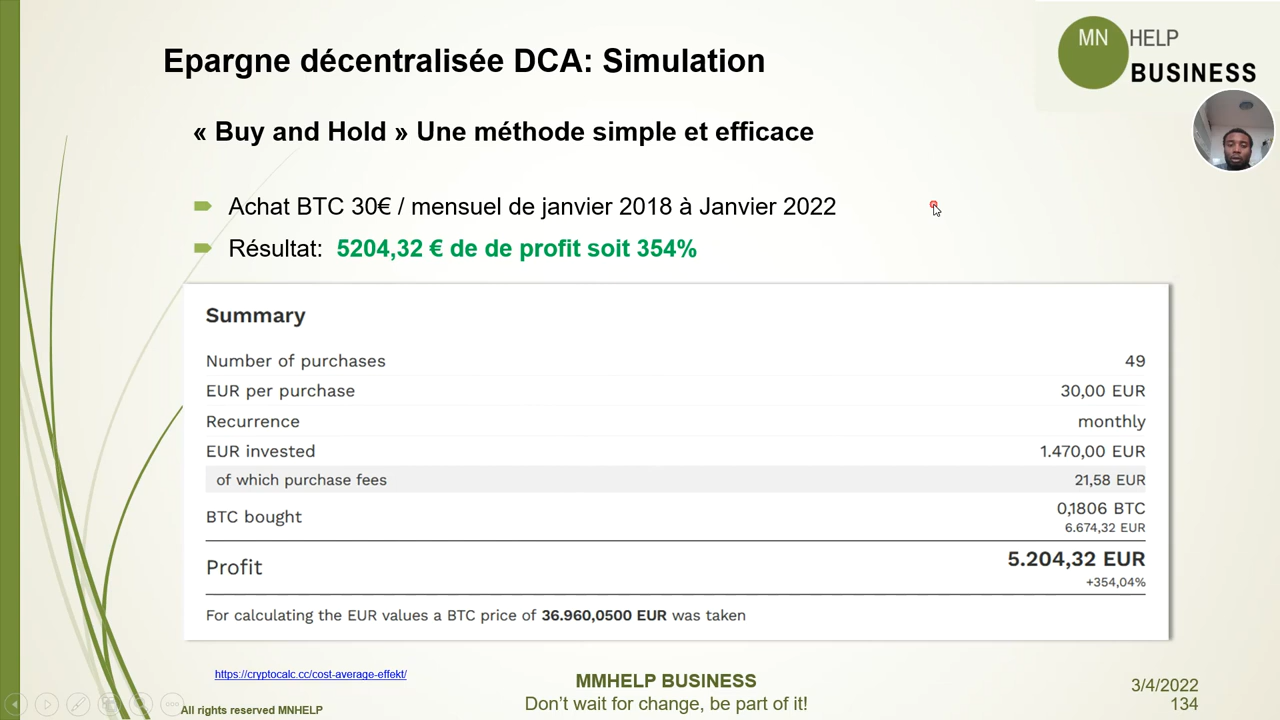 Epargne décentralisée DCA: Simulation
MN HELP
BUSINESS
« Buy and Hold » Une méthode simple et efficace
Achat BTC 30€ / mensuel de janvier 2018 à Janvier 2022
Résultat: 5204,32 € de de profit soit 354%
Summary
Number of purchases 49
EUR per purchase 30,00 EUR
Recurrence monthly
EUR invested 1.470,00 EUR
of which purchase fees 21,58 EUR
BTC bought 0,1806 BTC
6.674,32 EUR
Profit 5.204,32 EUR
+354,04%
For calculating the EUR values a BTC price of 36.960,0500 EUR was taken
https://cryptocalc.cc/cost-average-effekt/
MMHELP BUSINESS
Don't wait for change, be part of it!
3/4/2022
134
All rights reserved MNHELP